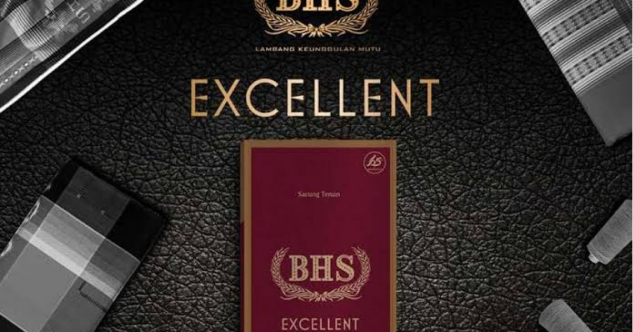 BHS
LAMBANG KEUNGGULAN MUTU
EXCELLENT
Sarung Tenun
BHS
EXCELLENT